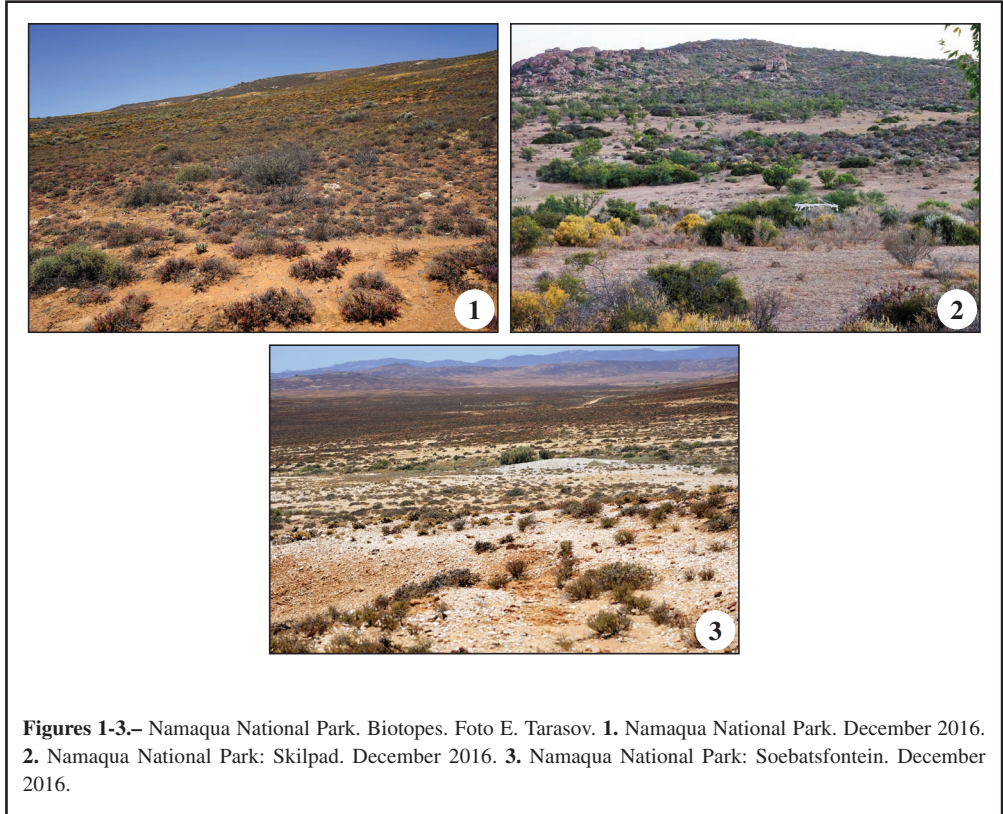 1
2
3
Figures 1-3.– Namaqua National Park. Biotopes. Foto E. Tarasov. 1. Namaqua National Park. December 2016.
2. Namaqua National Park: Skilpad. December 2016. 3. Namaqua National Park: Soebatsfontein. December
2016.